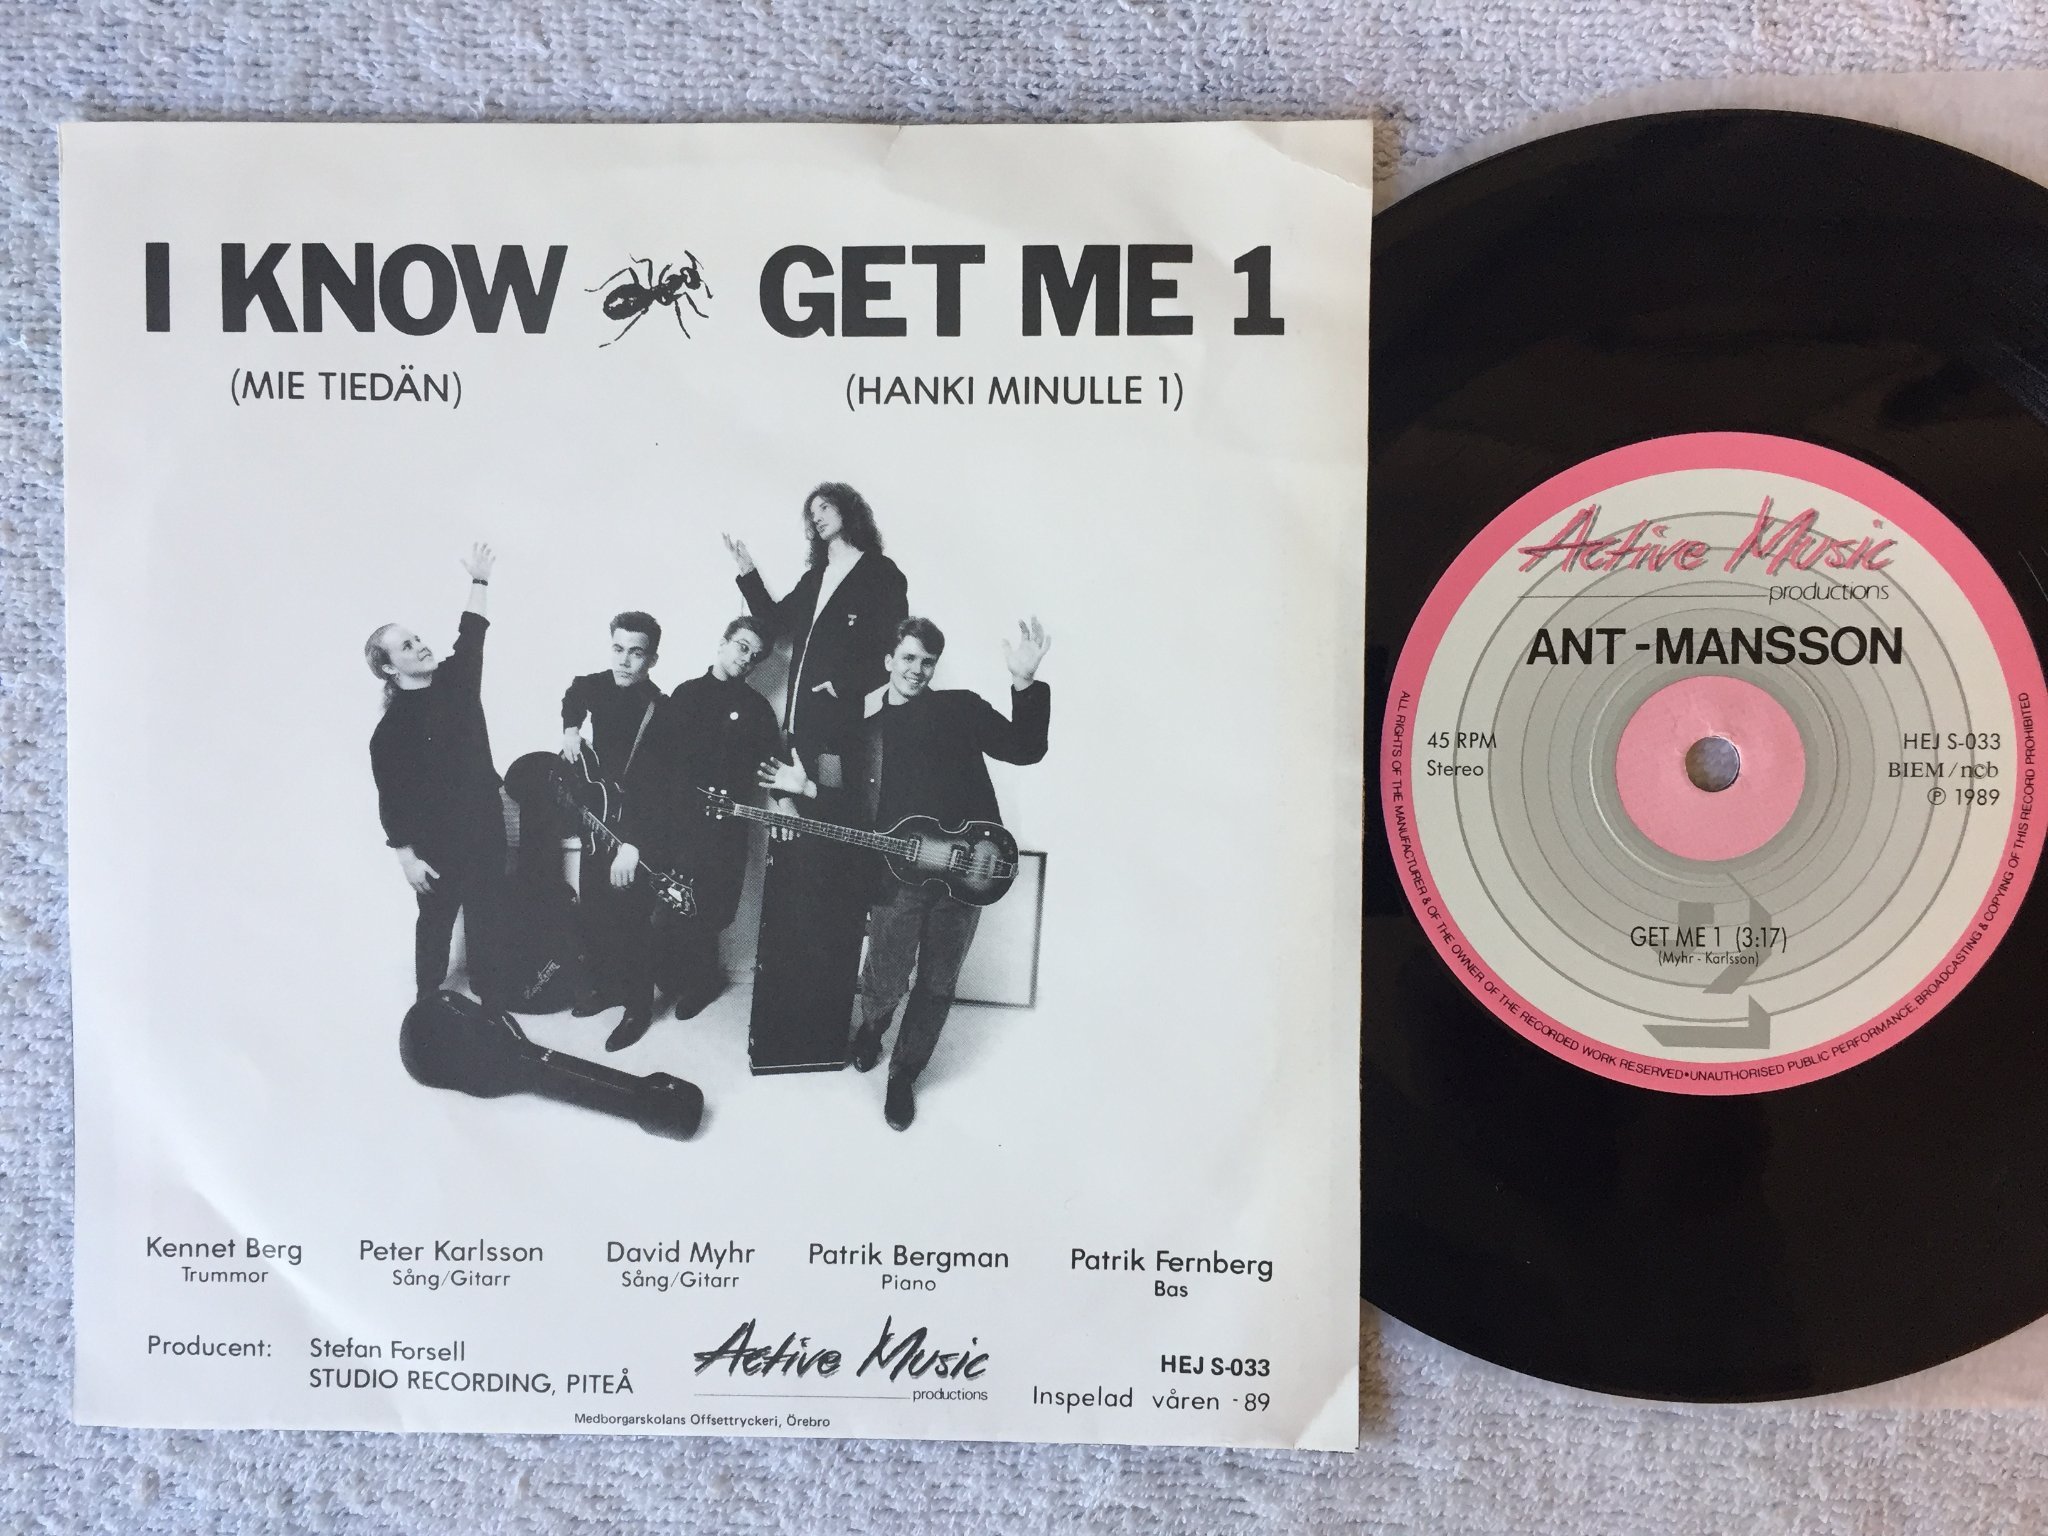 I KNOW GET ME 1
(MIE TIEDÄN) (HANKI MINULLE 1)
Kennet Berg Peter Karlsson David Myhr Patrik Bergman Patrik Fernberg
Trummor Sång/Gitarr Sång/Gitarr Piano Bas
Producent: Stefan Forsell
STUDIO RECORDING, PITEÅ
Active Music
productions
HEJ S-033
Inspelad våren -89
Medborgarskolans Offsettryckeri, Örebro
Active Music
productions
ANT-MANSSON
45 RPM
Stereo
HEJ S-033
BIEM/ncb
℗ 1989
GET ME 1 (3:17)
(Myhr - Karlsson)
ALL RIGHTS OF THE MANUFACTURER & OF THE OWNER OF THE RECORDED WORK RESERVED•UNAUTHORISED PUBLIC PERFORMANCE, BROADCASTING & COPYING OF THIS RECORD PROHIBITED